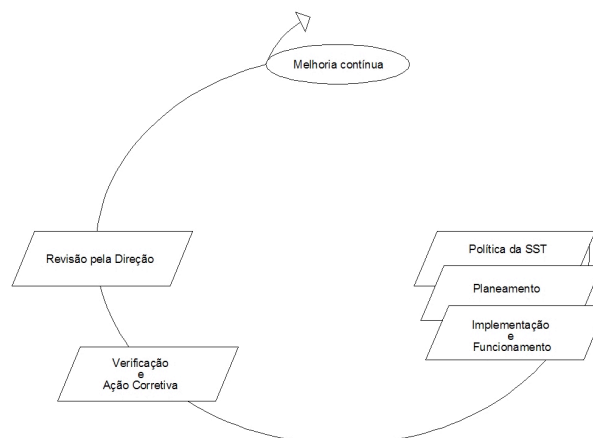 Melhoria contínua
Política da SST
Planeamento
Implementação
e
Funcionamento
Verificação
e
Ação Corretiva
Revisão pela Direção